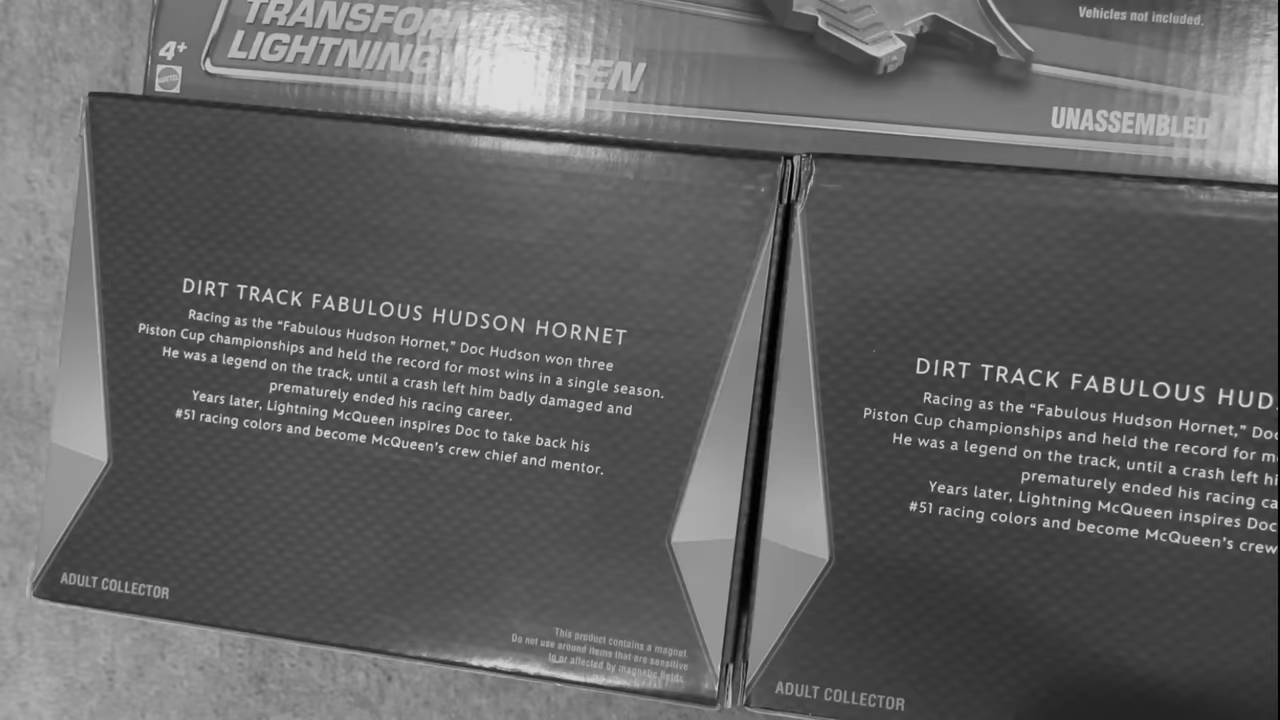 TRANSFORMING
LIGHTNING McQUEEN
4+
MATTEL
Vehicles not included.
UNASSEMBLED
DIRT TRACK FABULOUS HUDSON HORNET
Racing as the “Fabulous Hudson Hornet,” Doc Hudson won three
Piston Cup championships and held the record for most wins in a single season.
He was a legend on the track, until a crash left him badly damaged and
prematurely ended his racing career.
Years later, Lightning McQueen inspires Doc to take back his
#51 racing colors and become McQueen’s crew chief and mentor.
ADULT COLLECTOR
This product contains a magnet.
Do not use around items that are sensitive
to or affected by magnetic fields.
DIRT TRACK FABULOUS HUD
Racing as the “Fabulous Hudson Hornet,” Doc
Piston Cup championships and held the record for m
He was a legend on the track, until a crash left hi
prematurely ended his racing ca
Years later, Lightning McQueen inspires Doc
#51 racing colors and become McQueen’s crew
ADULT COLLECTOR